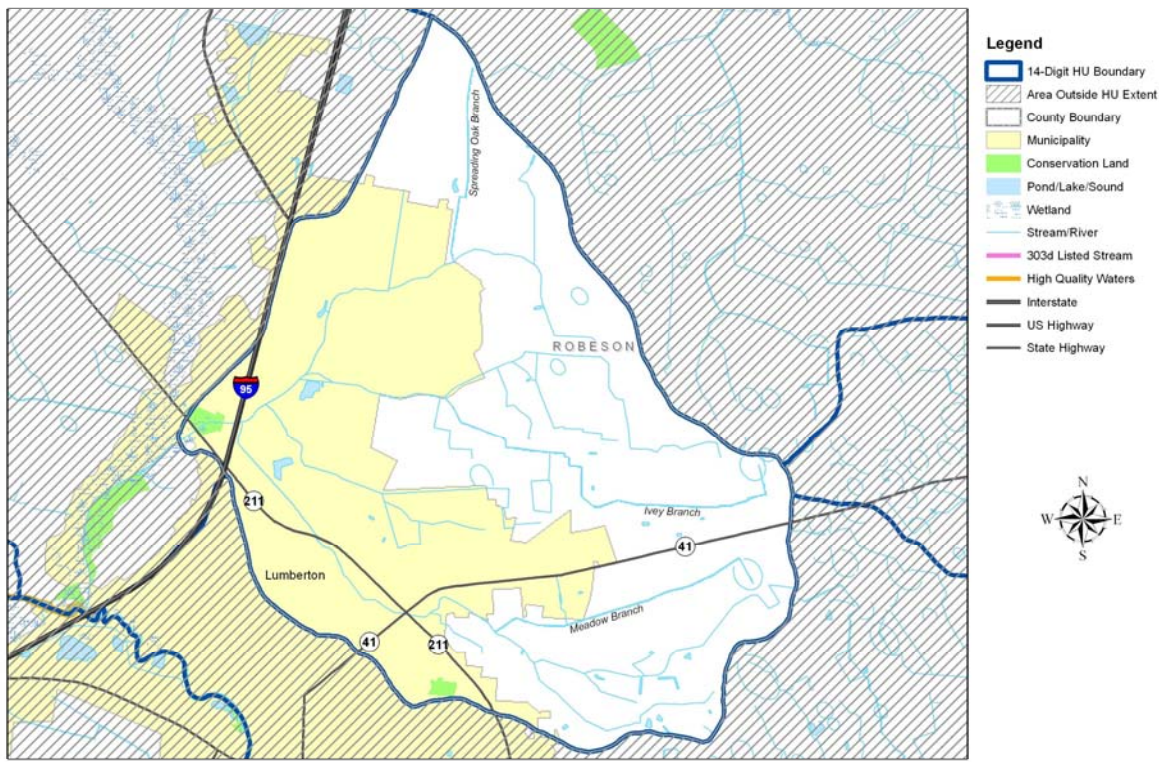 Spreading Oak Branch
ROBESON
95
211
Ivey Branch
41
Lumberton
Meadow Branch
41
211
Legend
14-Digit HU Boundary
Area Outside HU Extent
County Boundary
Municipality
Conservation Land
Pond/Lake/Sound
Wetland
Stream/River
303d Listed Stream
High Quality Waters
Interstate
US Highway
State Highway
N
W E
S